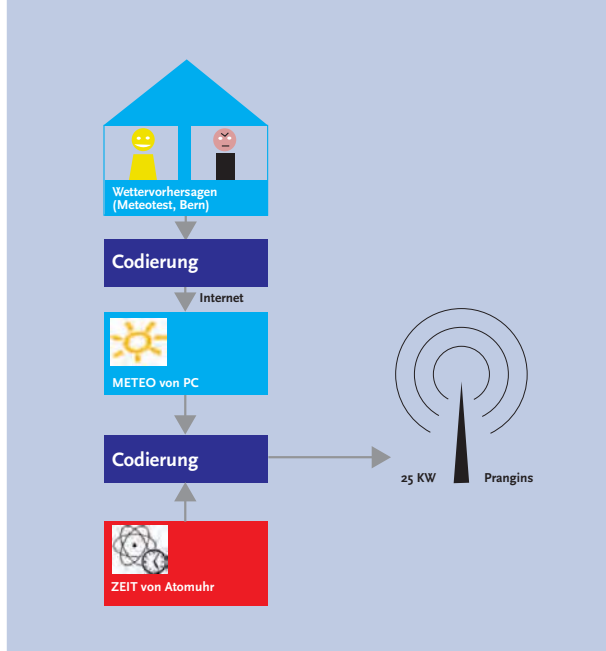 Wettervorhersagen
(Meteotest, Bern)
Codierung
Internet
METEO von PC
Codierung
25 KW
Prangins
ZEIT von Atomuhr